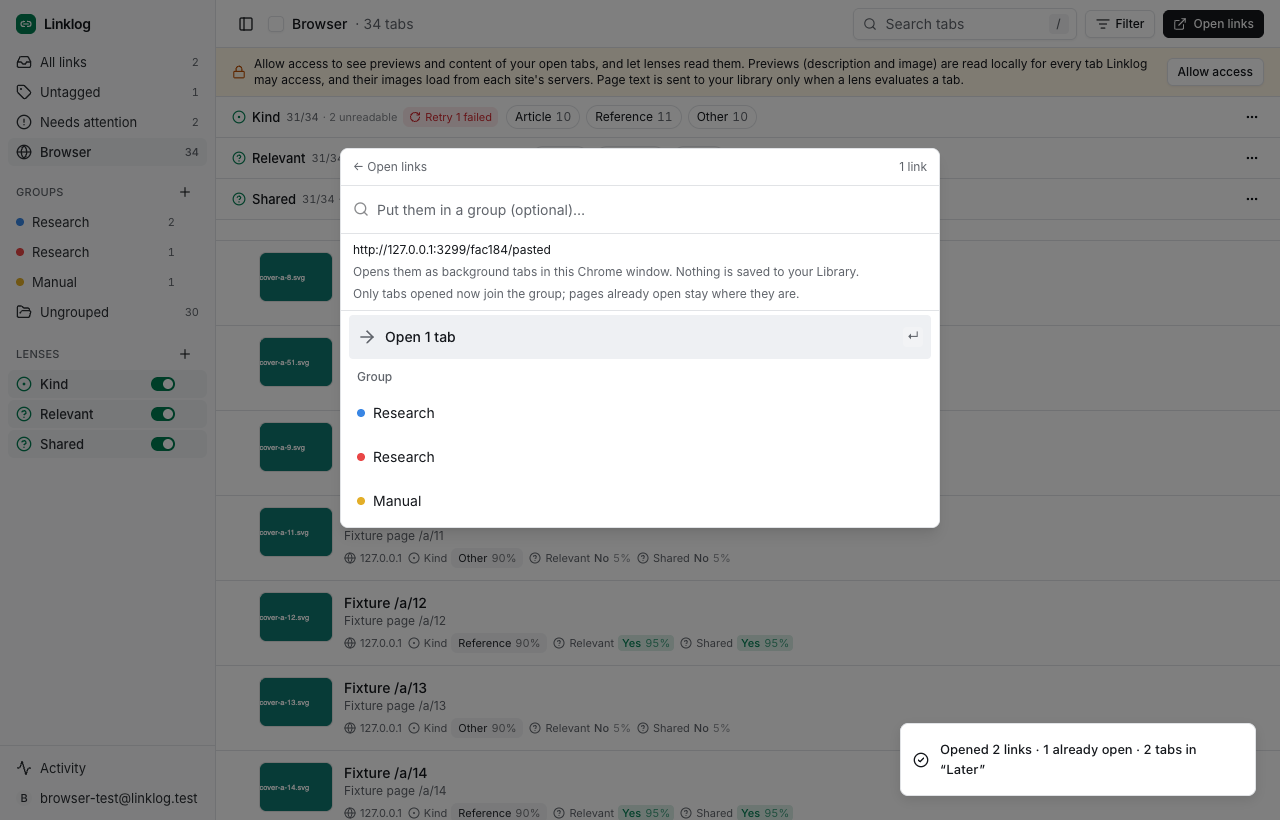 Linklog
All links 2
Untagged 1
Needs attention 2
Browser 34
GROUPS
Research 2
Research 1
Manual 1
Ungrouped 30
LENSES
Kind
Relevant
Shared
Activity
B browser-test@linklog.test
Browser · 34 tabs
Search tabs /
Filter
Open links
Allow access to see previews and content of your open tabs, and let lenses read them. Previews (description and image) are read locally for every tab Linklog
may access, and their images load from each site's servers. Page text is sent to your library only when a lens evaluates a tab.
Allow access
Kind 31/34 · 2 unreadable Retry 1 failed Article 10 Reference 11 Other 10
Relevant 31/34
Shared 31/34
← Open links 1 link
Put them in a group (optional)...
http://127.0.0.1:3299/fac184/pasted
Opens them as background tabs in this Chrome window. Nothing is saved to your Library.
Only tabs opened now join the group; pages already open stay where they are.
Open 1 tab
Group
Research
Research
Manual
cover-a-8.svg
cover-a-51.svg
cover-a-9.svg
cover-a-11.svg
Fixture page /a/11
127.0.0.1 Kind Other 90% Relevant No 5% Shared No 5%
cover-a-12.svg
Fixture /a/12
Fixture page /a/12
127.0.0.1 Kind Reference 90% Relevant Yes 95% Shared Yes 95%
cover-a-13.svg
Fixture /a/13
Fixture page /a/13
127.0.0.1 Kind Other 90% Relevant No 5% Shared No 5%
cover-a-14.svg
Fixture /a/14
Fixture page /a/14
127.0.0.1 Kind Other 90% Relevant Yes 95% Shared Yes 95%
Opened 2 links · 1 already open · 2 tabs in
“Later”